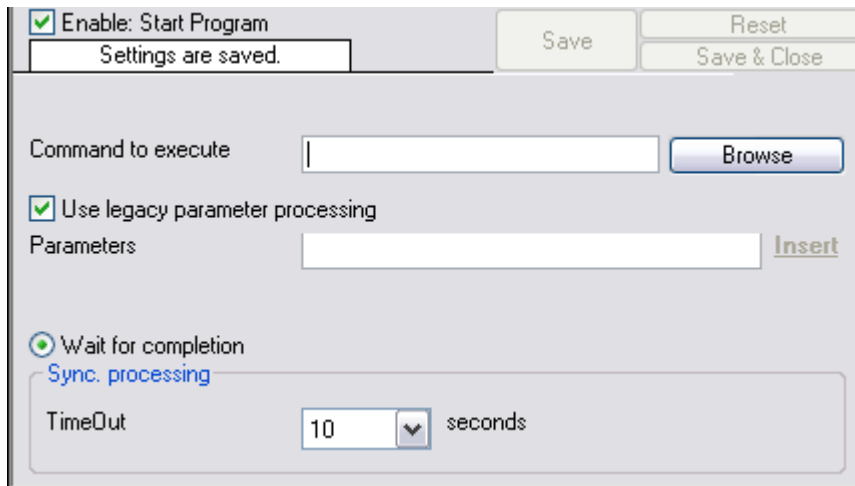 Enable: Start Program
Settings are saved.
Save
Reset
Save & Close
Command to execute
Browse
Use legacy parameter processing
Parameters
Insert
Wait for completion
Sync. processing
TimeOut 10 seconds